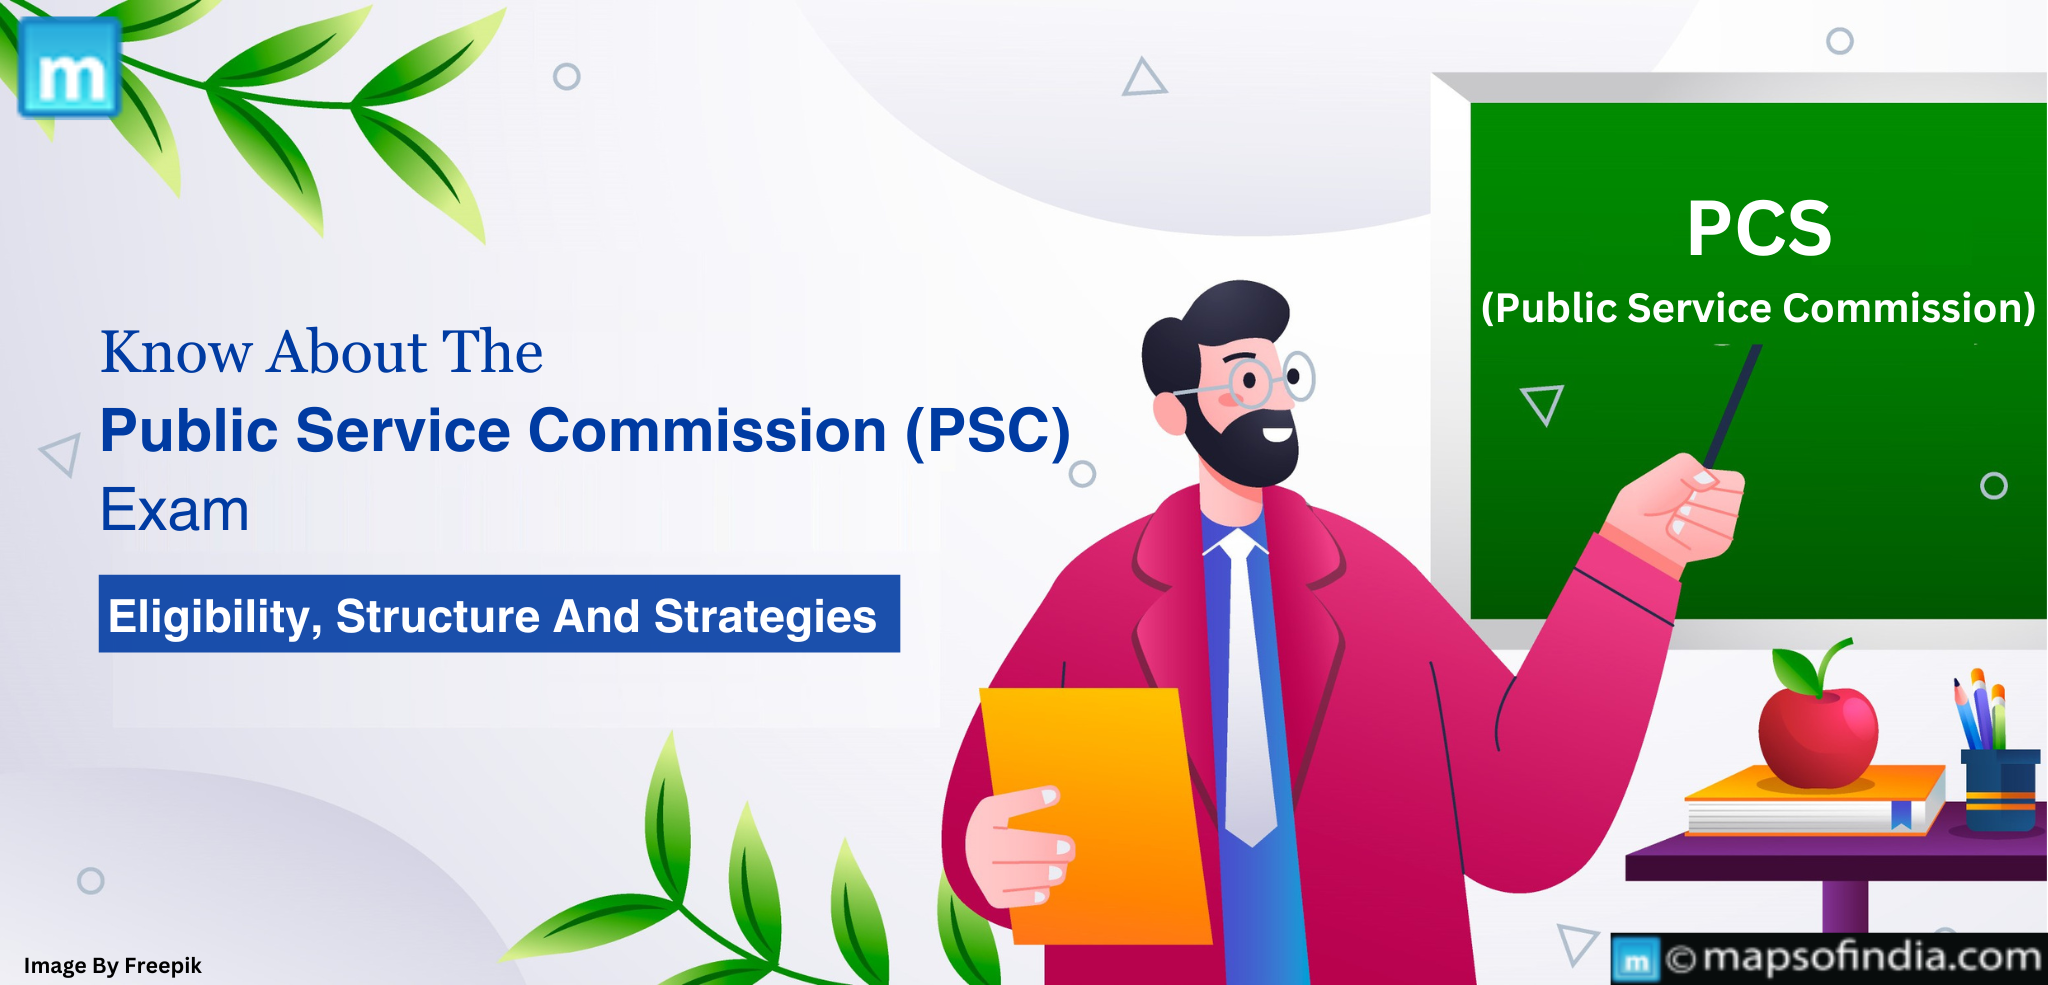 m
Know About The
Public Service Commission (PSC)
Exam
Eligibility, Structure And Strategies
PCS
(Public Service Commission)
Image By Freepik
m © mapsofindia.com